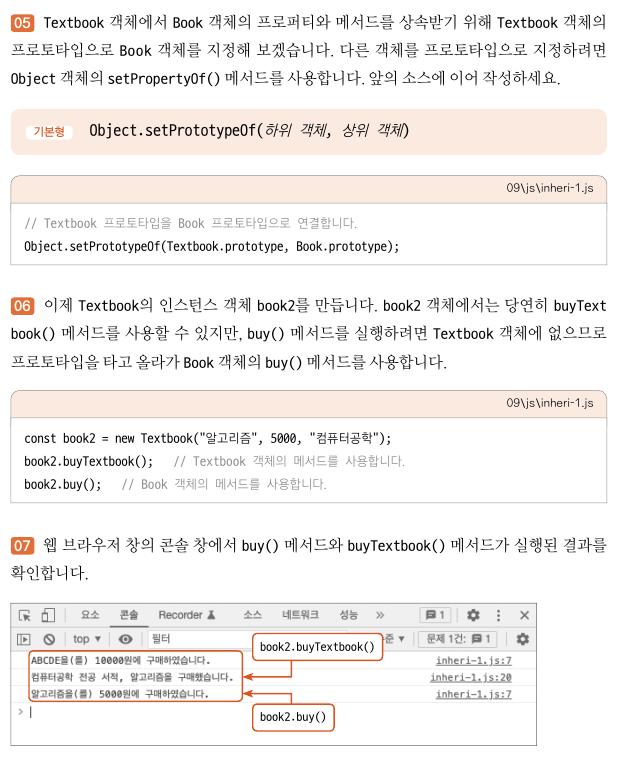 05 Textbook 객체에서 Book 객체의 프로퍼티와 메서드를 상속받기 위해 Textbook 객체의
프로토타입으로 Book 객체를 지정해 보겠습니다. 다른 객체를 프로토타입으로 지정하려면
Object 객체의 setPropertyOf() 메서드를 사용합니다. 앞의 소스에 이어 작성하세요.
기본형 Object.setPrototypeOf(하위 객체, 상위 객체)
09\js\inheri-1.js
// Textbook 프로토타입을 Book 프로토타입으로 연결합니다.
Object.setPrototypeOf(Textbook.prototype, Book.prototype);
06 이제 Textbook의 인스턴스 객체 book2를 만듭니다. book2 객체에서는 당연히 buyText
book() 메서드를 사용할 수 있지만, buy() 메서드를 실행하려면 Textbook 객체에 없으므로
프로토타입을 타고 올라가 Book 객체의 buy() 메서드를 사용합니다.
09\js\inheri-1.js
const book2 = new Textbook("알고리즘", 5000, "컴퓨터공학");
book2.buyTextbook(); // Textbook 객체의 메서드를 사용합니다.
book2.buy(); // Book 객체의 메서드를 사용합니다.
07 웹 브라우저 창의 콘솔 창에서 buy() 메서드와 buyTextbook() 메서드가 실행된 결과를
확인합니다.
요소 콘솔 Recorder 소스 네트워크 성능 » 1
top ▼ 필터 준 ▼ 문제 1건: 1
book2.buyTextbook()
ABCDE을(를) 10000원에 구매하였습니다. inheri-1.js:7
컴퓨터공학 전공 서적, 알고리즘을 구매했습니다. inheri-1.js:20
알고리즘을(를) 5000원에 구매하였습니다. inheri-1.js:7
>
book2.buy()